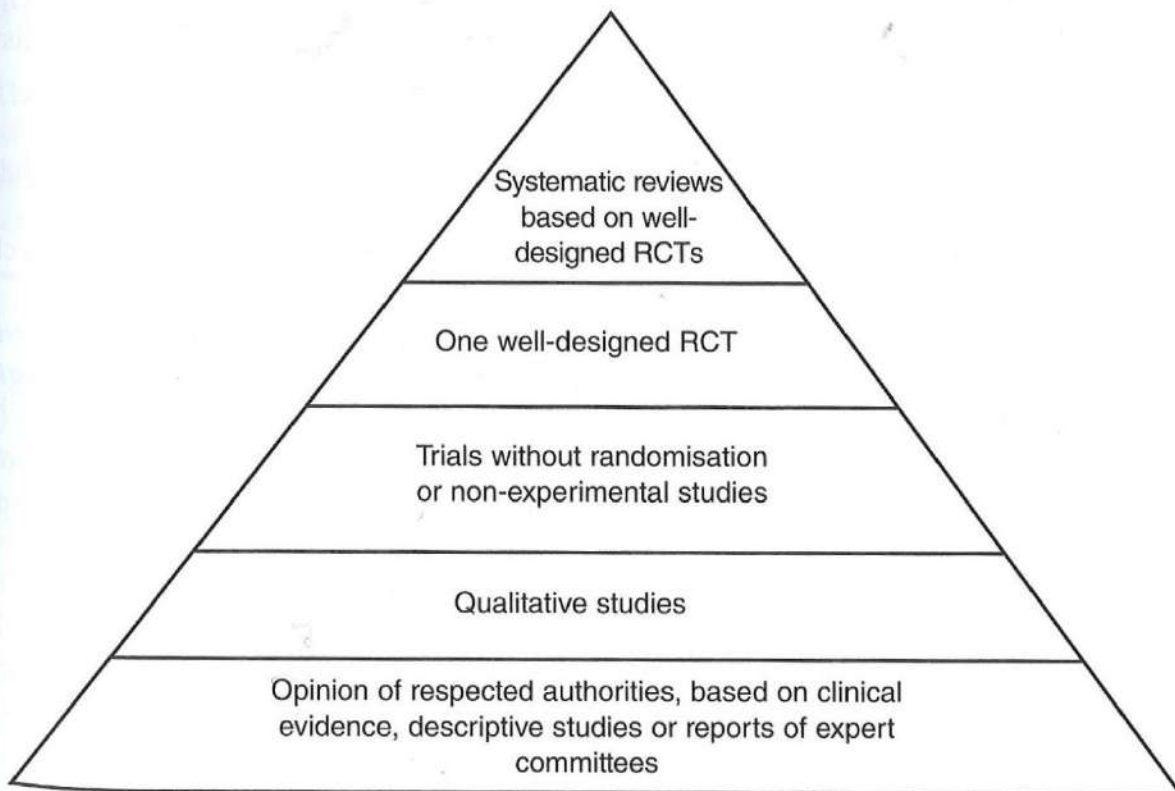 Systematic reviews
based on well-
designed RCTs
One well-designed RCT
Trials without randomisation
or non-experimental studies
Qualitative studies
Opinion of respected authorities, based on clinical
evidence, descriptive studies or reports of expert
committees